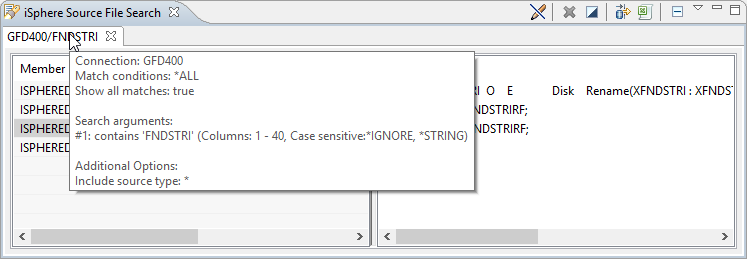 iSphere Source File Search
GFD400/FNDSTRI
Member
Connection: GFD400
Match conditions: *ALL
Show all matches: true
Search arguments:
#1: contains 'FNDSTRI' (Columns: 1 - 40, Case sensitive:*IGNORE, *STRING)
Additional Options:
Include source type: *
ISPHERED
ISPHERED
ISPHERED
ISPHERED
RI O E Disk Rename(XFNDSTRI : XFNDS
NDSTRIRF;
NDSTRIRF;